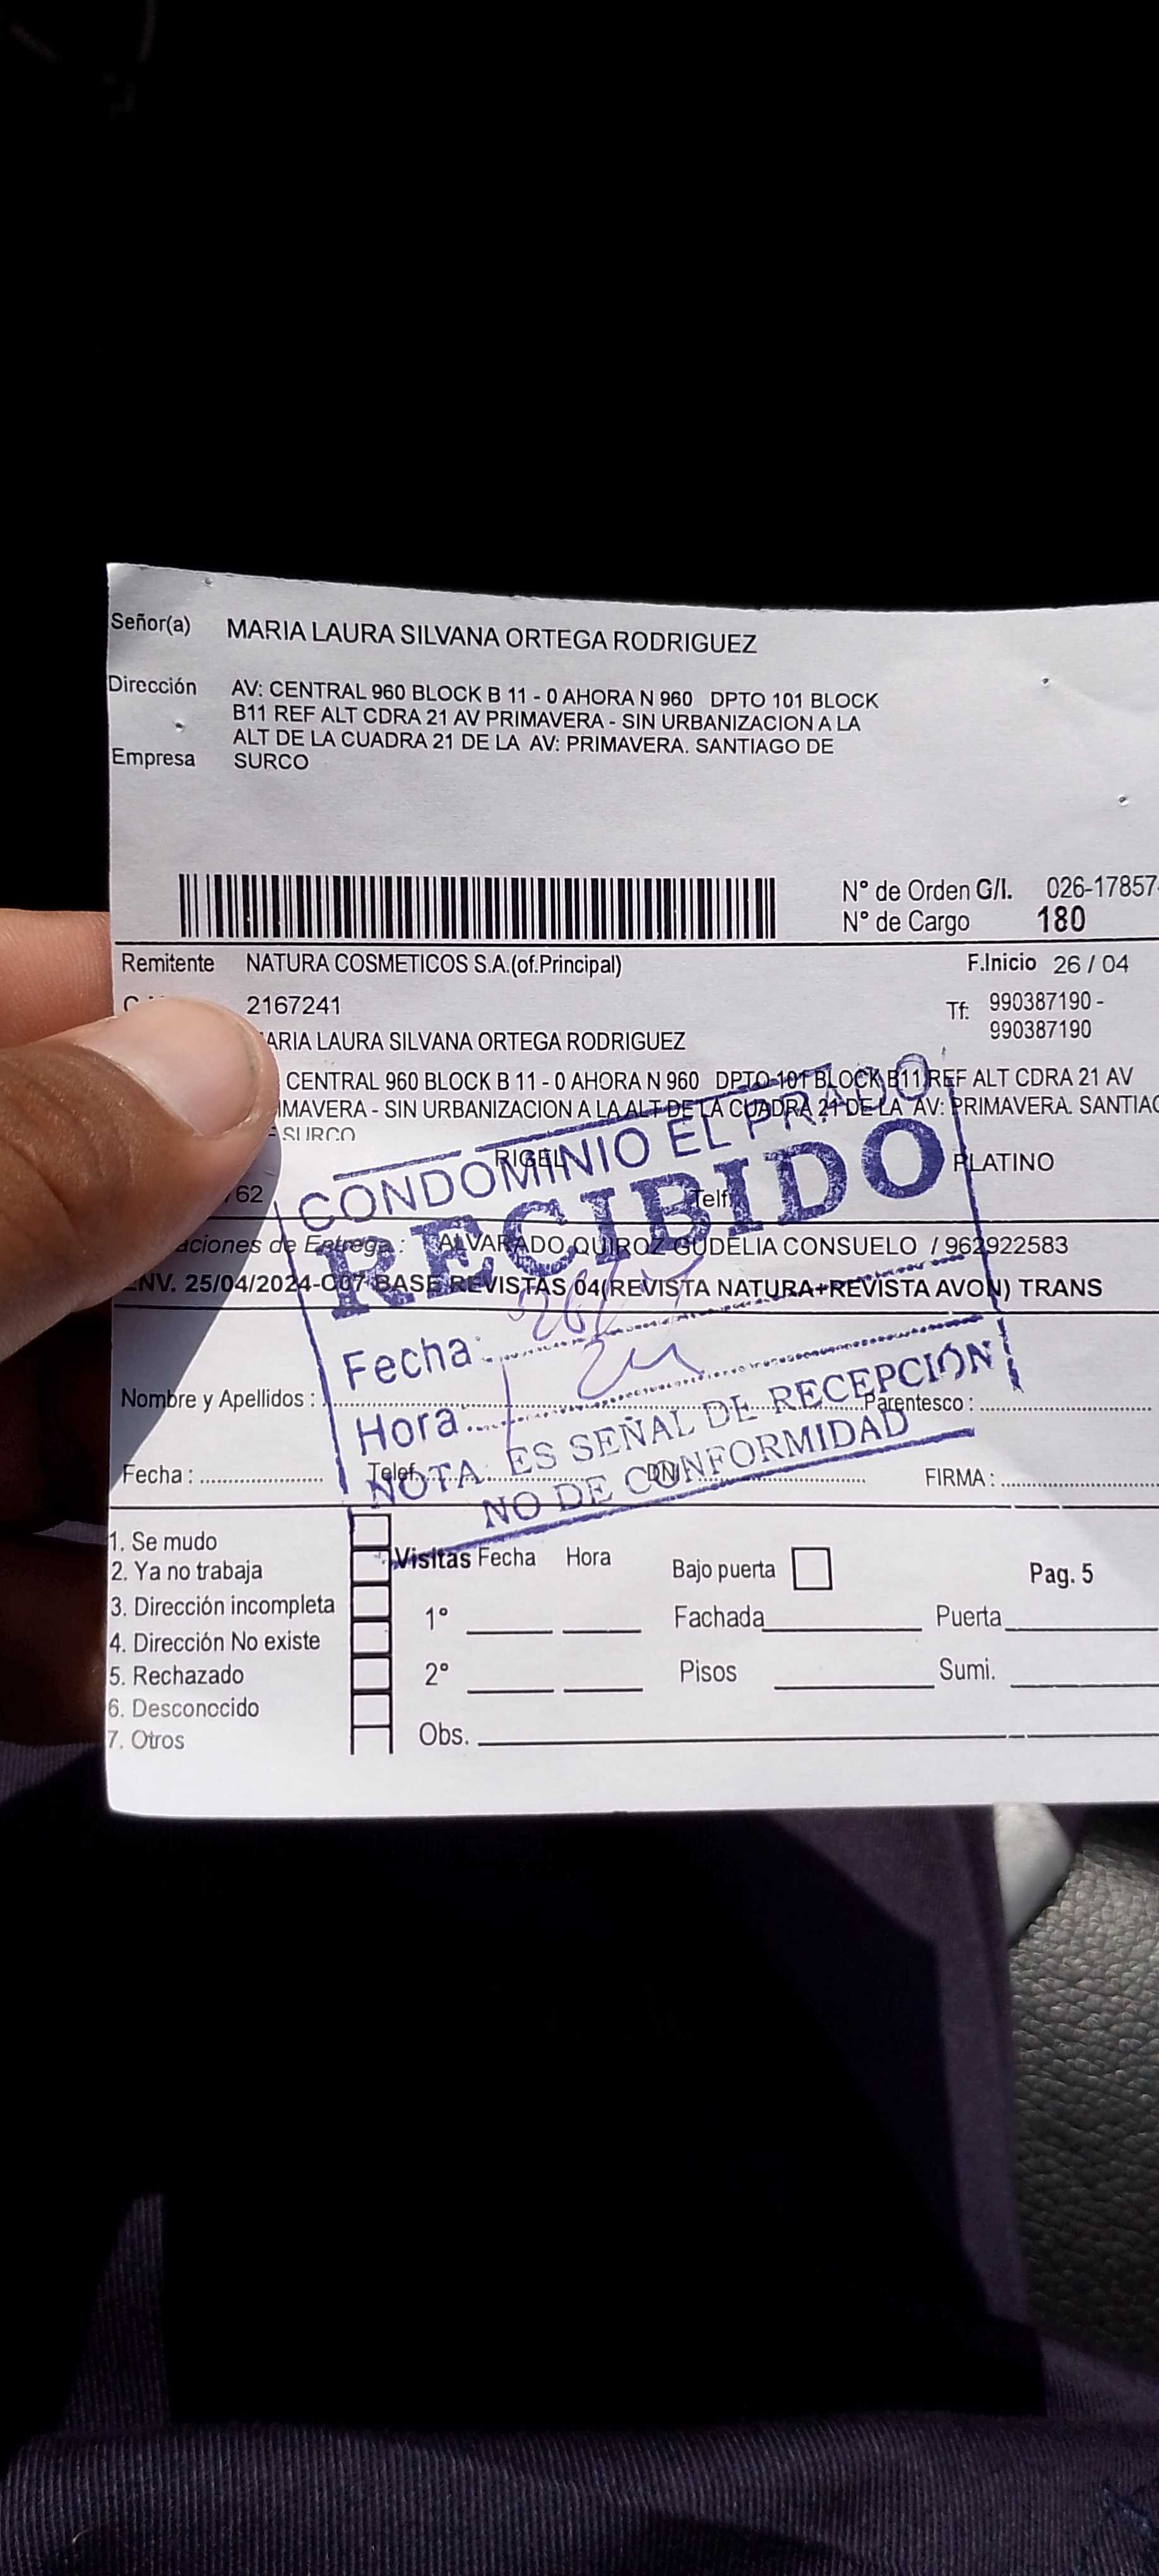 Señor(a) MARIA LAURA SILVANA ORTEGA RODRIGUEZ
Dirección AV: CENTRAL 960 BLOCK B 11 - 0 AHORA N 960 DPTO 101 BLOCK
B11 REF ALT CDRA 21 AV PRIMAVERA - SIN URBANIZACION A LA
ALT DE LA CUADRA 21 DE LA AV: PRIMAVERA. SANTIAGO DE
Empresa SURCO
N° de Orden G/I. 026-17857
N° de Cargo 180
Remitente NATURA COSMETICOS S.A.(of.Principal) F.Inicio 26 / 04
2167241 Tf: 990387190 -
990387190
ARIA LAURA SILVANA ORTEGA RODRIGUEZ
CENTRAL 960 BLOCK B 11 - 0 AHORA N 960 DPTO 101 BLOCK B11 REF ALT CDRA 21 AV
IMAVERA - SIN URBANIZACION A LA ALT DE LA CUADRA 21 DE LA AV: PRIMAVERA. SANTIAG
SURCO
RIGEL PLATINO
62 Telf
aciones de Entrega : ALVARADO QUIROZ GUDELIA CONSUELO / 962922583
ENV. 25/04/2024-C07 BASE REVISTAS 04(REVISTA NATURA+REVISTA AVON) TRANS
CONDOMINIO EL PRADO
RECIBIDO
Fecha:
Hora
NOTA ES SEÑAL DE RECEPCIÓN
NO DE CONFORMIDAD
Nombre y Apellidos : Parentesco :
Fecha : Telef. DNI FIRMA :
1. Se mudo
2. Ya no trabaja
3. Dirección incompleta
4. Dirección No existe
5. Rechazado
6. Desconocido
7. Otros
Visitas Fecha Hora Bajo puerta Pag. 5
1° Fachada Puerta
2° Pisos Sumi.
Obs.